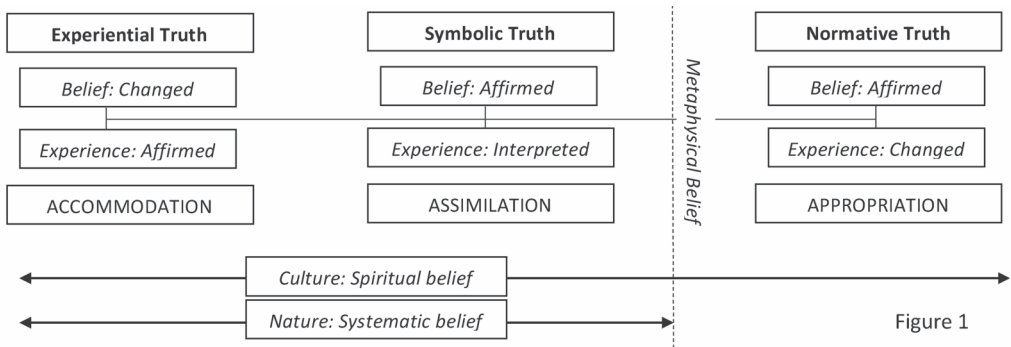 Experiential Truth
Symbolic Truth
Normative Truth
Belief: Changed
Belief: Affirmed
Belief: Affirmed
Metaphysical Belief
Experience: Affirmed
Experience: Interpreted
Experience: Changed
ACCOMMODATION
ASSIMILATION
APPROPRIATION
Culture: Spiritual belief
Nature: Systematic belief
Figure 1